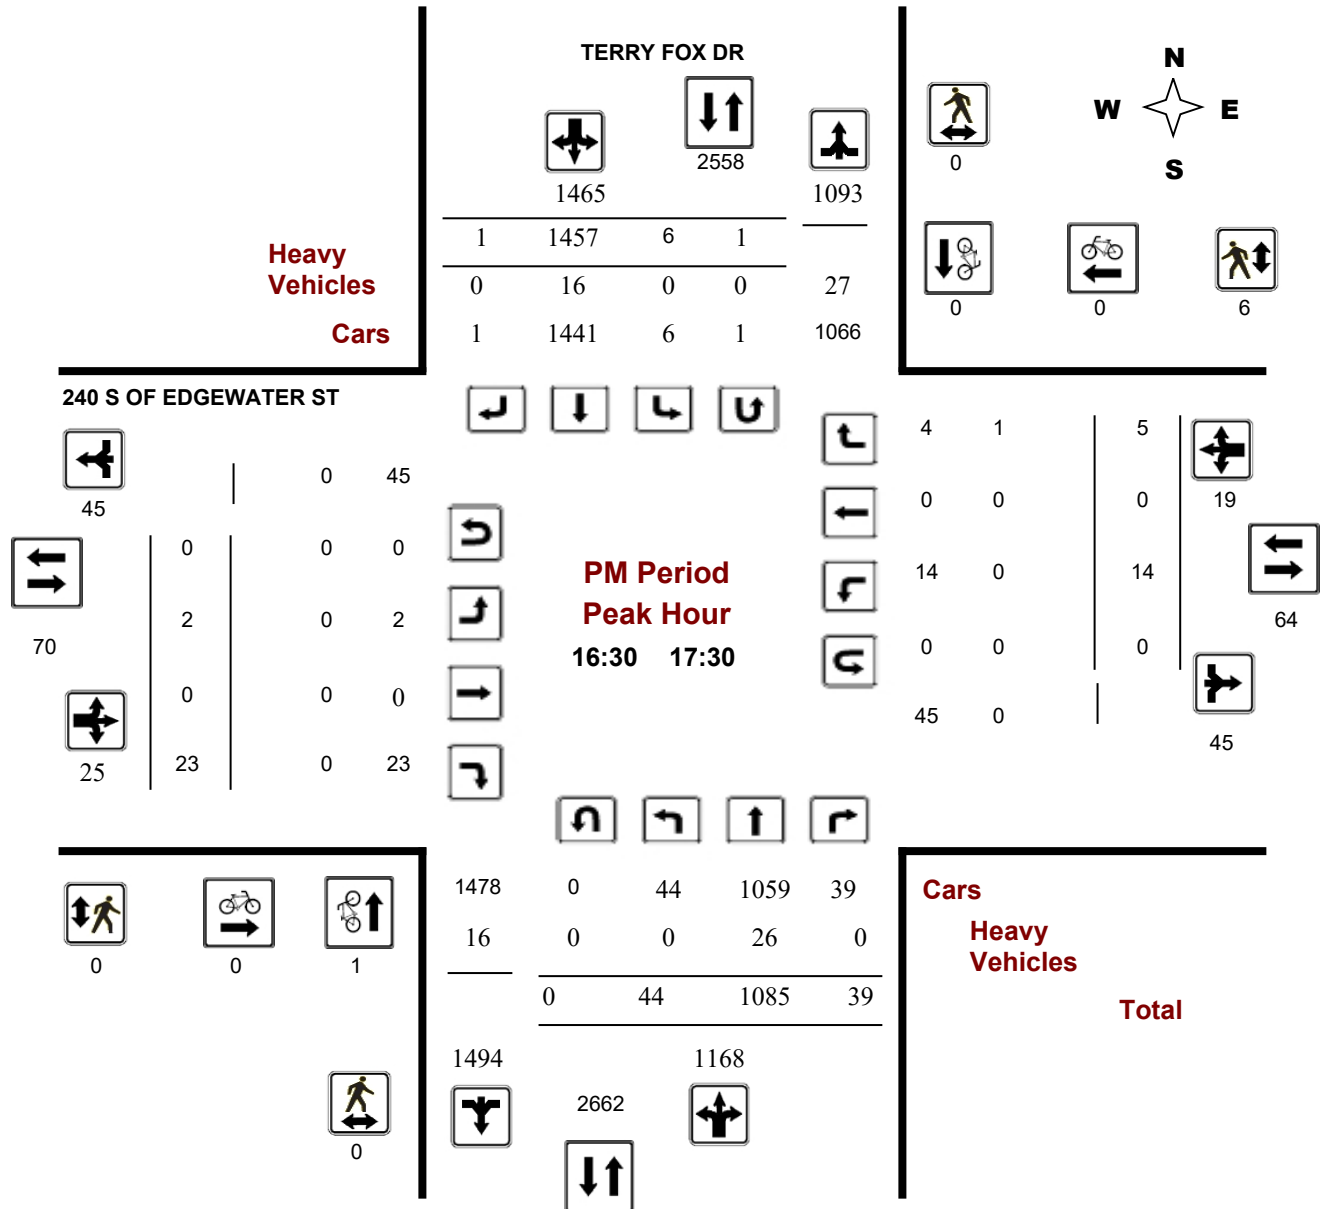 TERRY FOX DR
N
W E
S
2558
0
1465 1093
1 1457 6 1
Heavy
Vehicles
0 16 0 0 27
0 0 6
Cars
1 1441 6 1 1066
240 S OF EDGEWATER ST
4 1 5
0 45
45
0 0 0 19
0 0 0
PM Period
14 0 14
Peak Hour
2 0 2
64
70
16:30 17:30
0 0 0
0 0 0
45 0
45
25 23 0 23
1478 0 44 1059 39
Cars
16 0 0 26 0
Heavy
Vehicles
0 0 1
0 44 1085 39
Total
1494 1168
2662
0